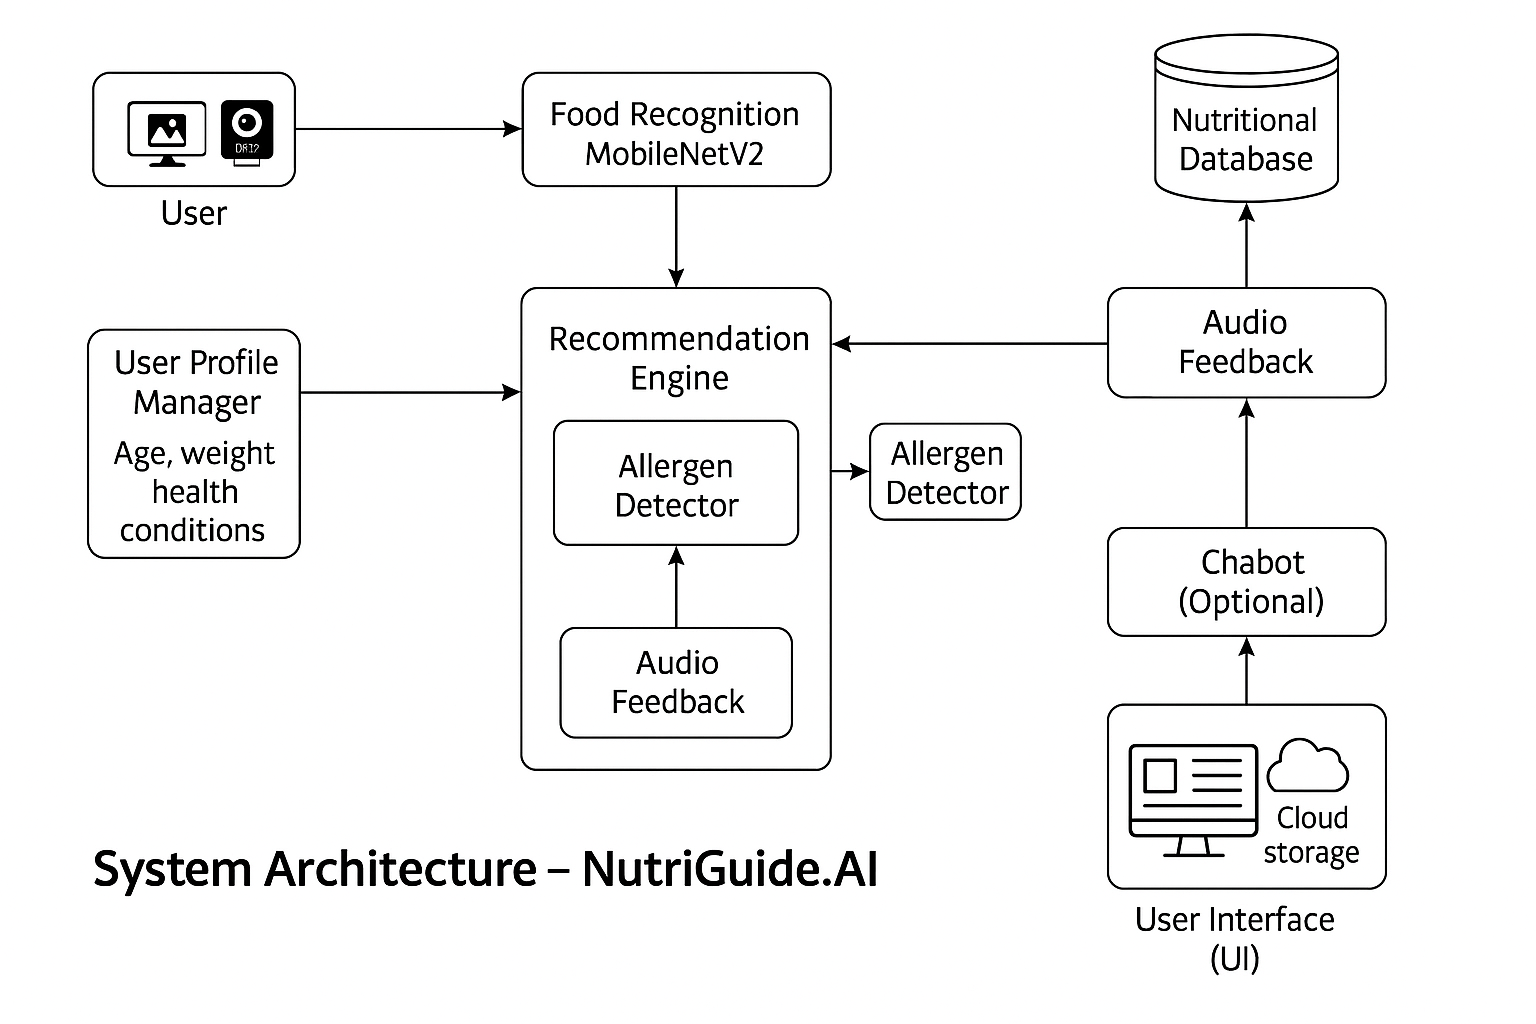 User
Food Recognition
MobileNetV2
Nutritional
Database
User Profile
Manager
Age, weight
health
conditions
Recommendation
Engine
Allergen
Detector
Audio
Feedback
Allergen
Detector
Audio
Feedback
Chabot
(Optional)
Cloud
storage
User Interface
(UI)
System Architecture – NutriGuide.AI